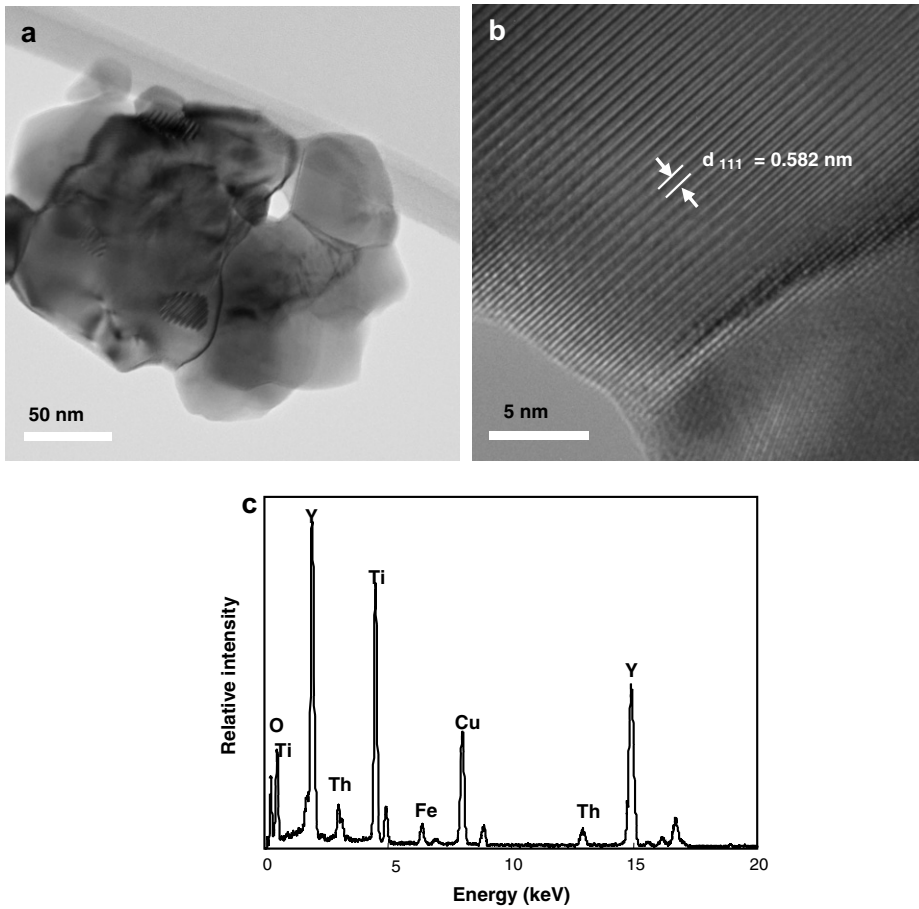 a
50 nm
b
d 111 = 0.582 nm
5 nm
c
Relative intensity
Y
Ti
Y
Cu
O
Ti
Th
Fe
Th
0 5 10 15 20
Energy (keV)